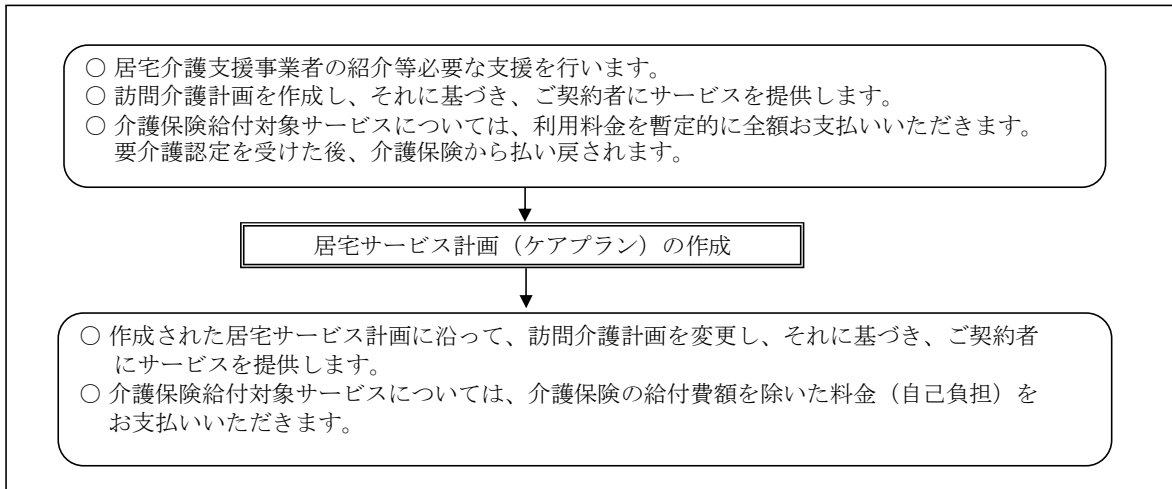 ○ 居宅介護支援事業者の紹介等必要な支援を行います。
○ 訪問介護計画を作成し、それに基づき、ご契約者にサービスを提供します。
○ 介護保険給付対象サービスについては、利用料金を暫定的に全額お支払いいただきます。
要介護認定を受けた後、介護保険から払い戻されます。
居宅サービス計画（ケアプラン）の作成
○ 作成された居宅サービス計画に沿って、訪問介護計画を変更し、それに基づき、ご契約者
にサービスを提供します。
○ 介護保険給付対象サービスについては、介護保険の給付費額を除いた料金（自己負担）を
お支払いいただきます。